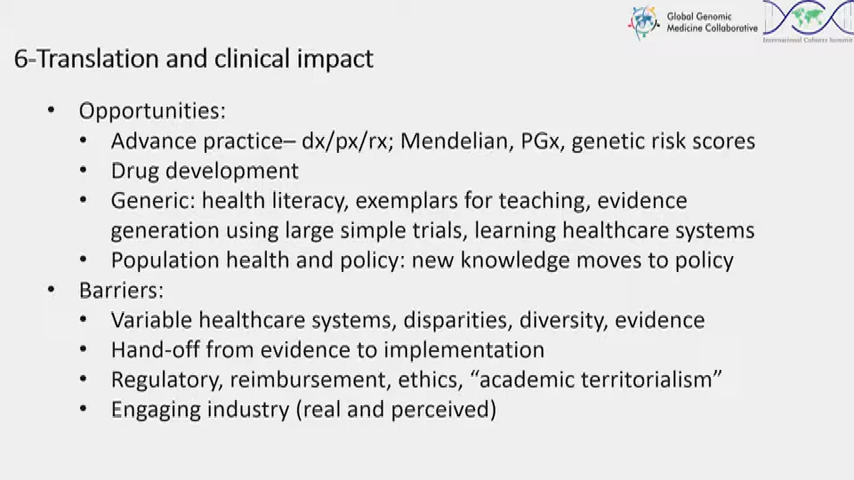 Global Genomic
Medicine Collaborative
International Cohorts Summit
6-Translation and clinical impact
• Opportunities:
• Advance practice– dx/px/rx; Mendelian, PGx, genetic risk scores
• Drug development
• Generic: health literacy, exemplars for teaching, evidence
generation using large simple trials, learning healthcare systems
• Population health and policy: new knowledge moves to policy
• Barriers:
• Variable healthcare systems, disparities, diversity, evidence
• Hand-off from evidence to implementation
• Regulatory, reimbursement, ethics, “academic territorialism”
• Engaging industry (real and perceived)